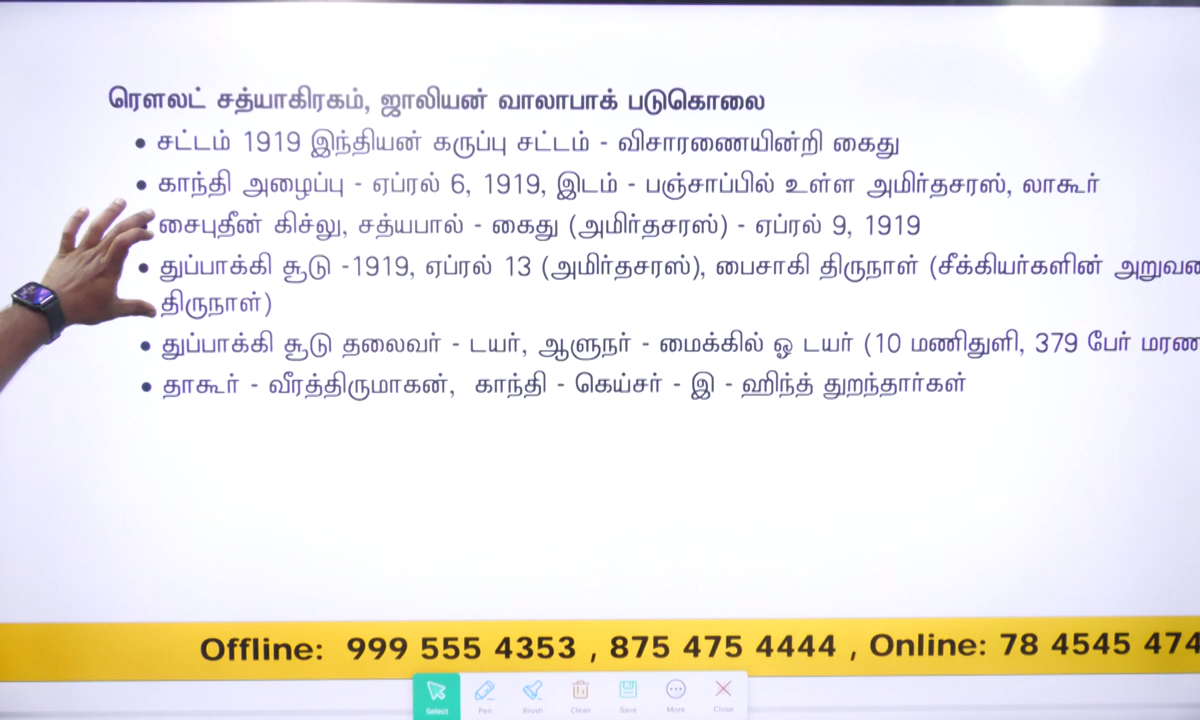 ரௌலட் சத்யாகிரகம், ஜாலியன் வாலாபாக் படுகொலை
• சட்டம் 1919 இந்தியன் கருப்பு சட்டம் - விசாரணையின்றி கைது
• காந்தி அழைப்பு - ஏப்ரல் 6, 1919, இடம் - பஞ்சாப்பில் உள்ள அமிர்தசரஸ், லாகூர்
சைபுதீன் கிச்லு, சத்யபால் - கைது (அமிர்தசரஸ்) - ஏப்ரல் 9, 1919
• துப்பாக்கி சூடு -1919, ஏப்ரல் 13 (அமிர்தசரஸ்), பைசாகி திருநாள் (சீக்கியர்களின்
திருநாள்)
• துப்பாக்கி சூடு தலைவர் - டயர், ஆளுநர் - மைக்கில் ஓ டயர் (10 மணிதுளி, 379 பேர்
• தாகூர் - வீரத்திருமாகன், காந்தி - கெய்சர் - இ - ஹிந்த் துறந்தார்கள்
Offline: 999 555 4353 , 875 475 4444 , Online: 78 4545 474
Select Pen Brush Clean Save More Close